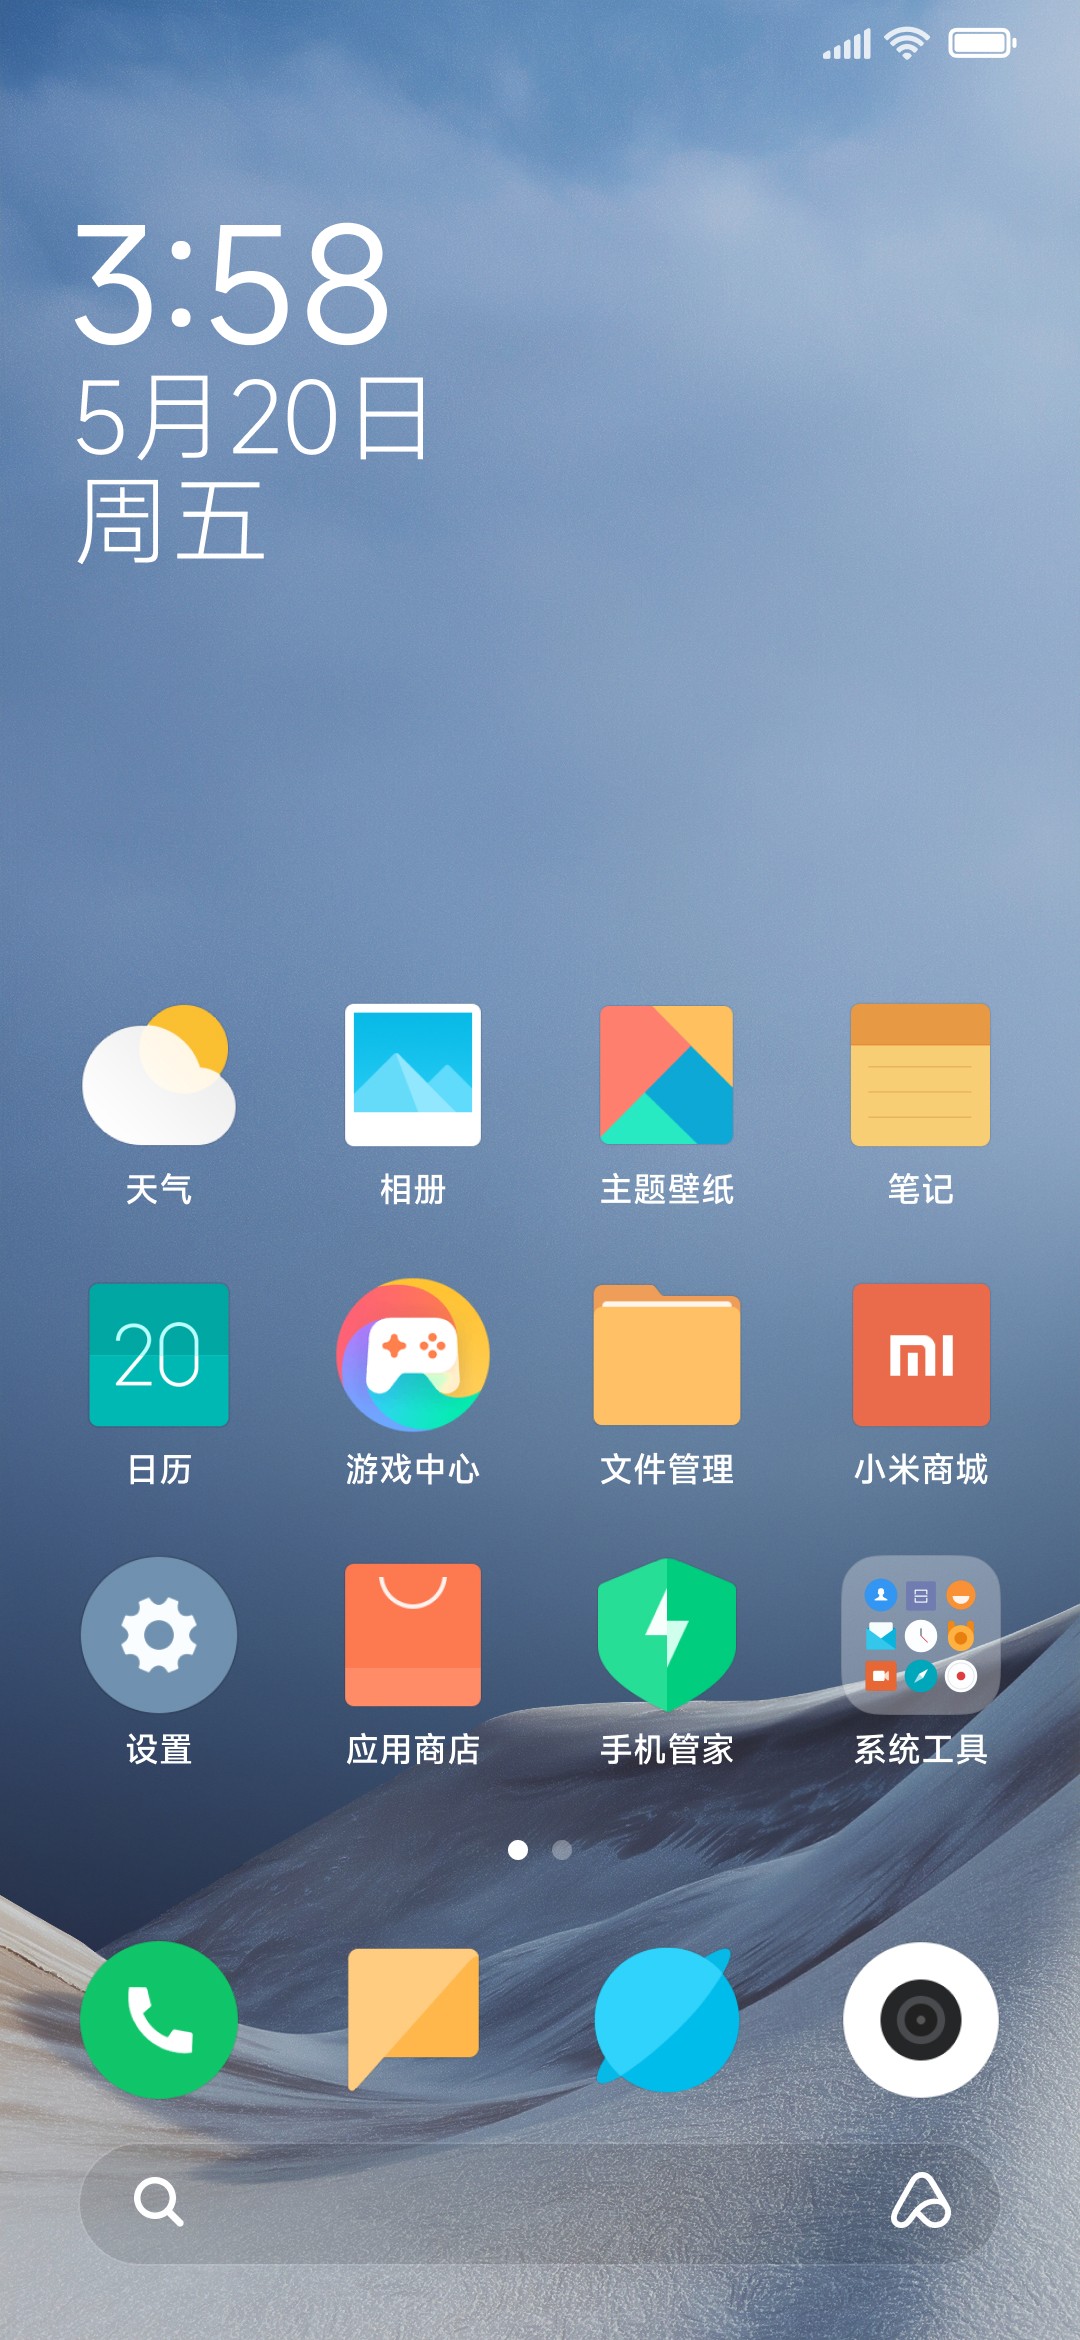 3:58
5月20日
周五
天气
相册
主题壁纸
笔记
20
日历
游戏中心
文件管理
mi
小米商城
设置
应用商店
手机管家
系统工具